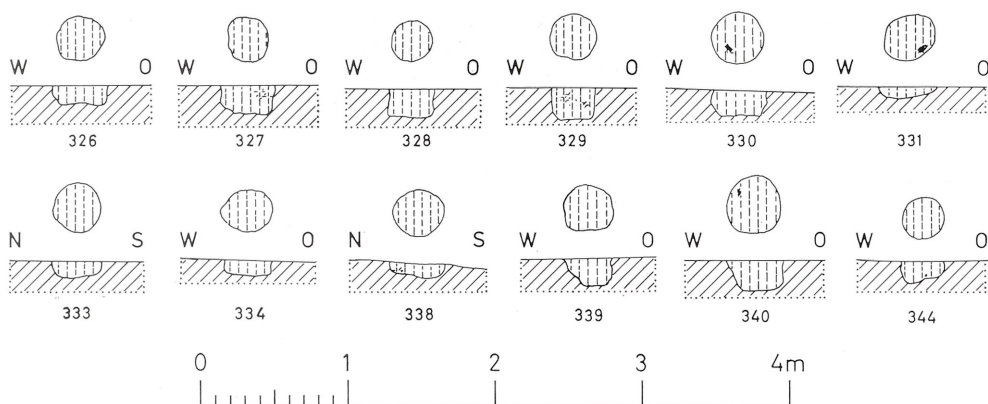 W O W O W O W O W O W O
326 327 328 329 330 331
N S W O N S W O W O W O
333 334 338 339 340 344
0 1 2 3 4m